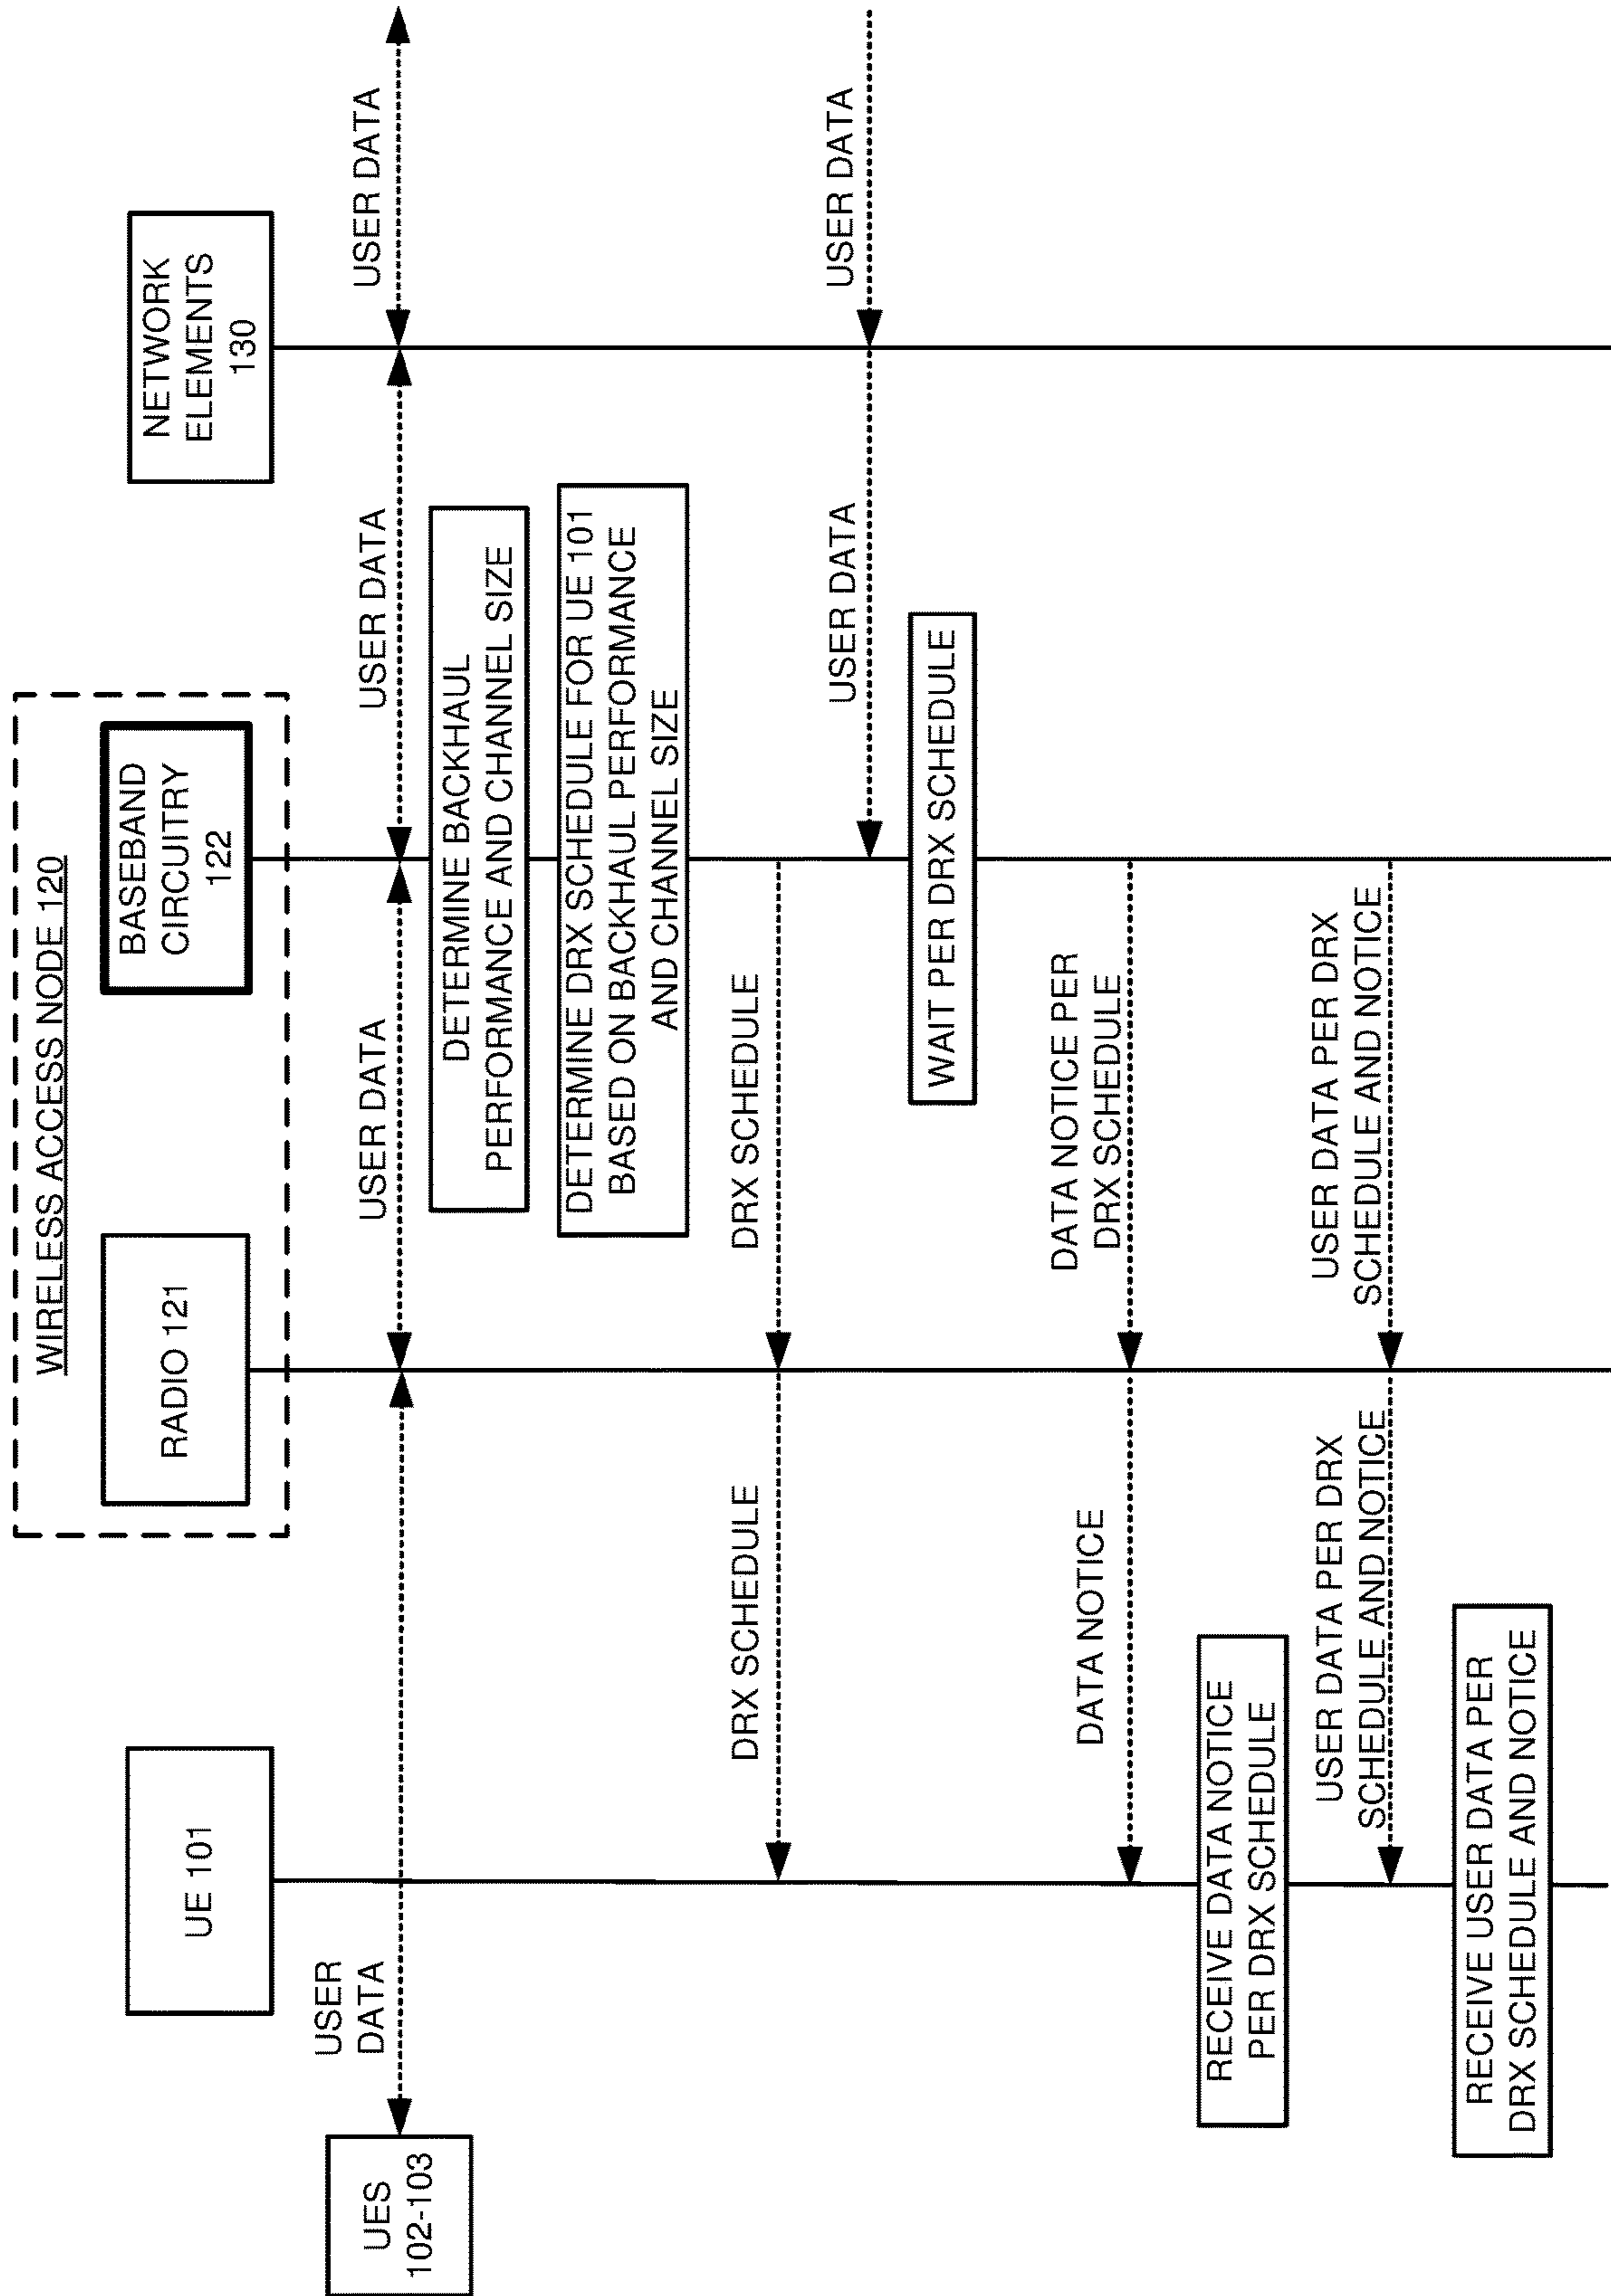 WIRELESS ACCESS NODE 120
UE 101
RADIO 121
BASEBAND
CIRCUITRY
122
NETWORK
ELEMENTS
130
UES
102-103
USER
DATA
USER DATA
USER DATA
USER DATA
DETERMINE BACKHAUL
PERFORMANCE AND CHANNEL SIZE
DETERMINE DRX SCHEDULE FOR UE 101
BASED ON BACKHAUL PERFORMANCE
AND CHANNEL SIZE
DRX SCHEDULE
DRX SCHEDULE
USER DATA
USER DATA
WAIT PER DRX SCHEDULE
DATA NOTICE
DATA NOTICE PER
DRX SCHEDULE
RECEIVE DATA NOTICE
PER DRX SCHEDULE
USER DATA PER DRX
SCHEDULE AND NOTICE
USER DATA PER DRX
SCHEDULE AND NOTICE
RECEIVE USER DATA PER
DRX SCHEDULE AND NOTICE